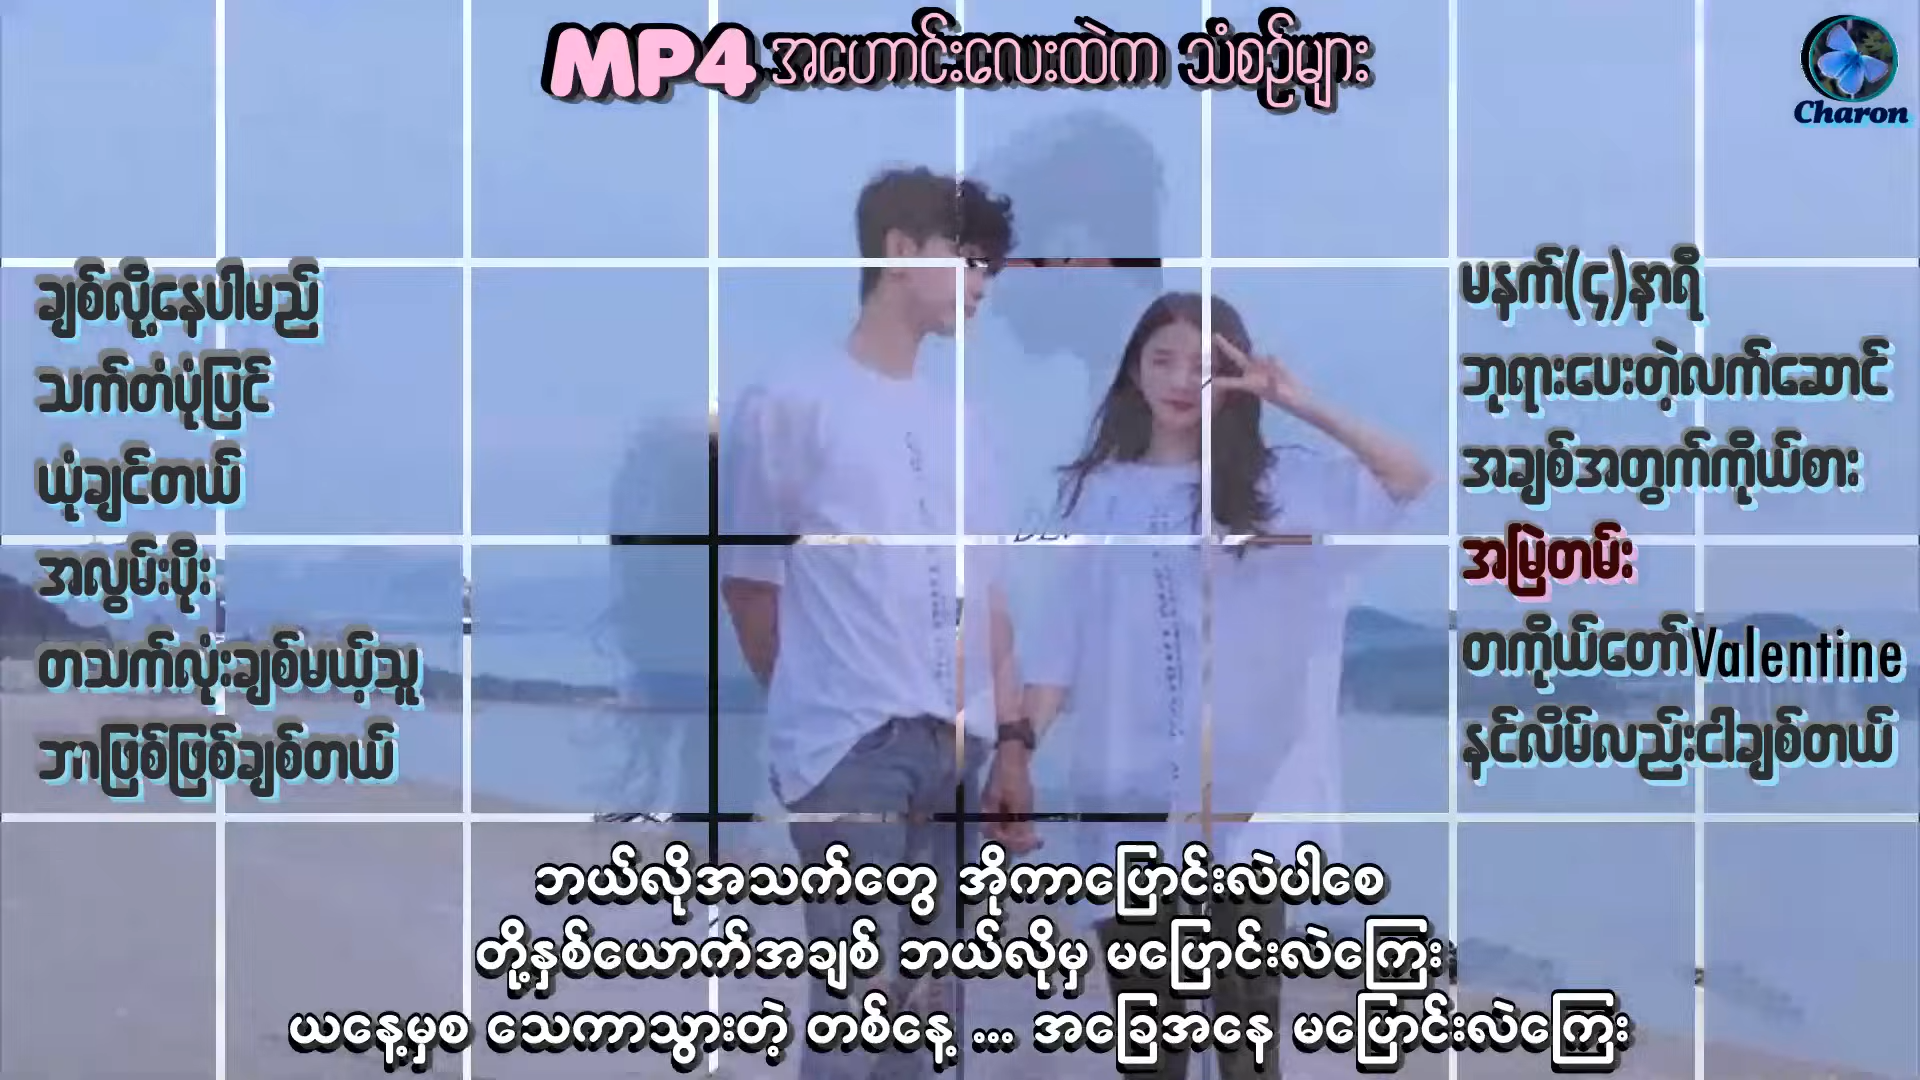 MP4 အဟောင်းလေးထဲက သံစဉ်များ
Charon
ချစ်လို့နေပါမည်
သက်တံပုံပြင်
ယုံချင်တယ်
အလွမ်းပိုး
တသက်လုံးချစ်မယ့်သူ
ဘာဖြစ်ဖြစ်ချစ်တယ်
မနက်(၄)နာရီ
ဘုရားပေးတဲ့လက်ဆောင်
အချစ်အတွက်ကိုယ်စား
အမြဲတမ်း
တကိုယ်တော်Valentine
နင်လိမ်လည်းငါချစ်တယ်
ဘယ်လိုအသက်တွေ အိုကာပြောင်းလဲပါစေ
တို့နှစ်ယောက်အချစ် ဘယ်လိုမှ မပြောင်းလဲကြေး
ယနေ့မှစ သေကာသွားတဲ့ တစ်နေ့ ... အခြေအနေ မပြောင်းလဲကြေး